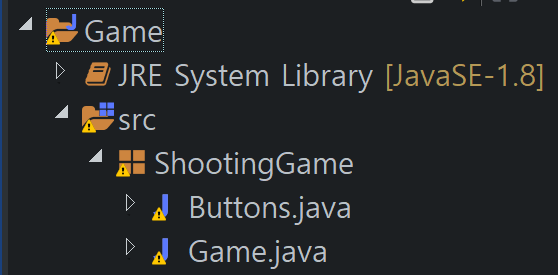 Game
JRE System Library [JavaSE-1.8]
src
ShootingGame
Buttons.java
Game.java